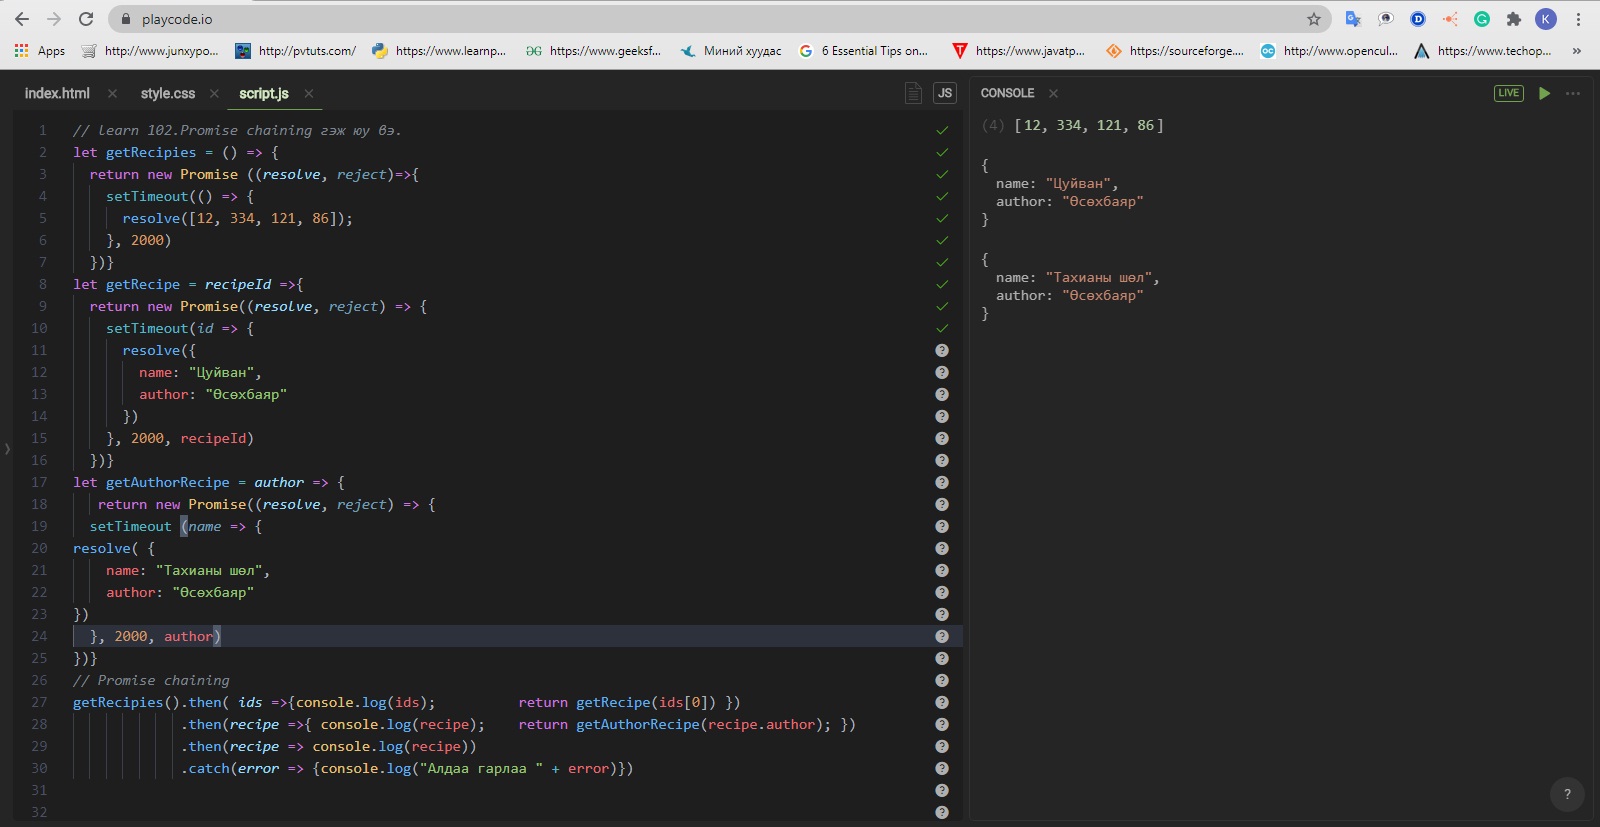 playcode.io
K
Apps
http://www.junxypo...
http://pvtuts.com/
https://www.learnp...
https://www.geeksf...
Миний хуудас
6 Essential Tips on...
https://www.javatp...
https://sourceforge....
http://www.opencul...
https://www.techop...
»
index.html
style.css
script.js
JS
CONSOLE
LIVE
1 // learn 102.Promise chaining гэж юу вэ.
2 let getRecipies = () => {
3 return new Promise ((resolve, reject)=>{
4 setTimeout(() => {
5 resolve([12, 334, 121, 86]);
6 }, 2000)
7 })}
8 let getRecipe = recipeId =>{
9 return new Promise((resolve, reject) => {
10 setTimeout(id => {
11 resolve({
12 name: "Цуйван",
13 author: "Өсөхбаяр"
14 })
15 }, 2000, recipeId)
16 })}
17 let getAuthorRecipe = author => {
18 return new Promise((resolve, reject) => {
19 setTimeout (name => {
20 resolve( {
21 name: "Тахианы шөл",
22 author: "Өсөхбаяр"
23 })
24 }, 2000, author)
25 })}
26 // Promise chaining
27 getRecipies().then( ids =>{console.log(ids); return getRecipe(ids[0]) })
28 .then(recipe =>{ console.log(recipe); return getAuthorRecipe(recipe.author); })
29 .then(recipe => console.log(recipe))
30 .catch(error => {console.log("Алдаа гарлаа " + error)})
31
32
(4) [12, 334, 121, 86]
{
name: "Цуйван",
author: "Өсөхбаяр"
}
{
name: "Тахианы шөл",
author: "Өсөхбаяр"
}
?